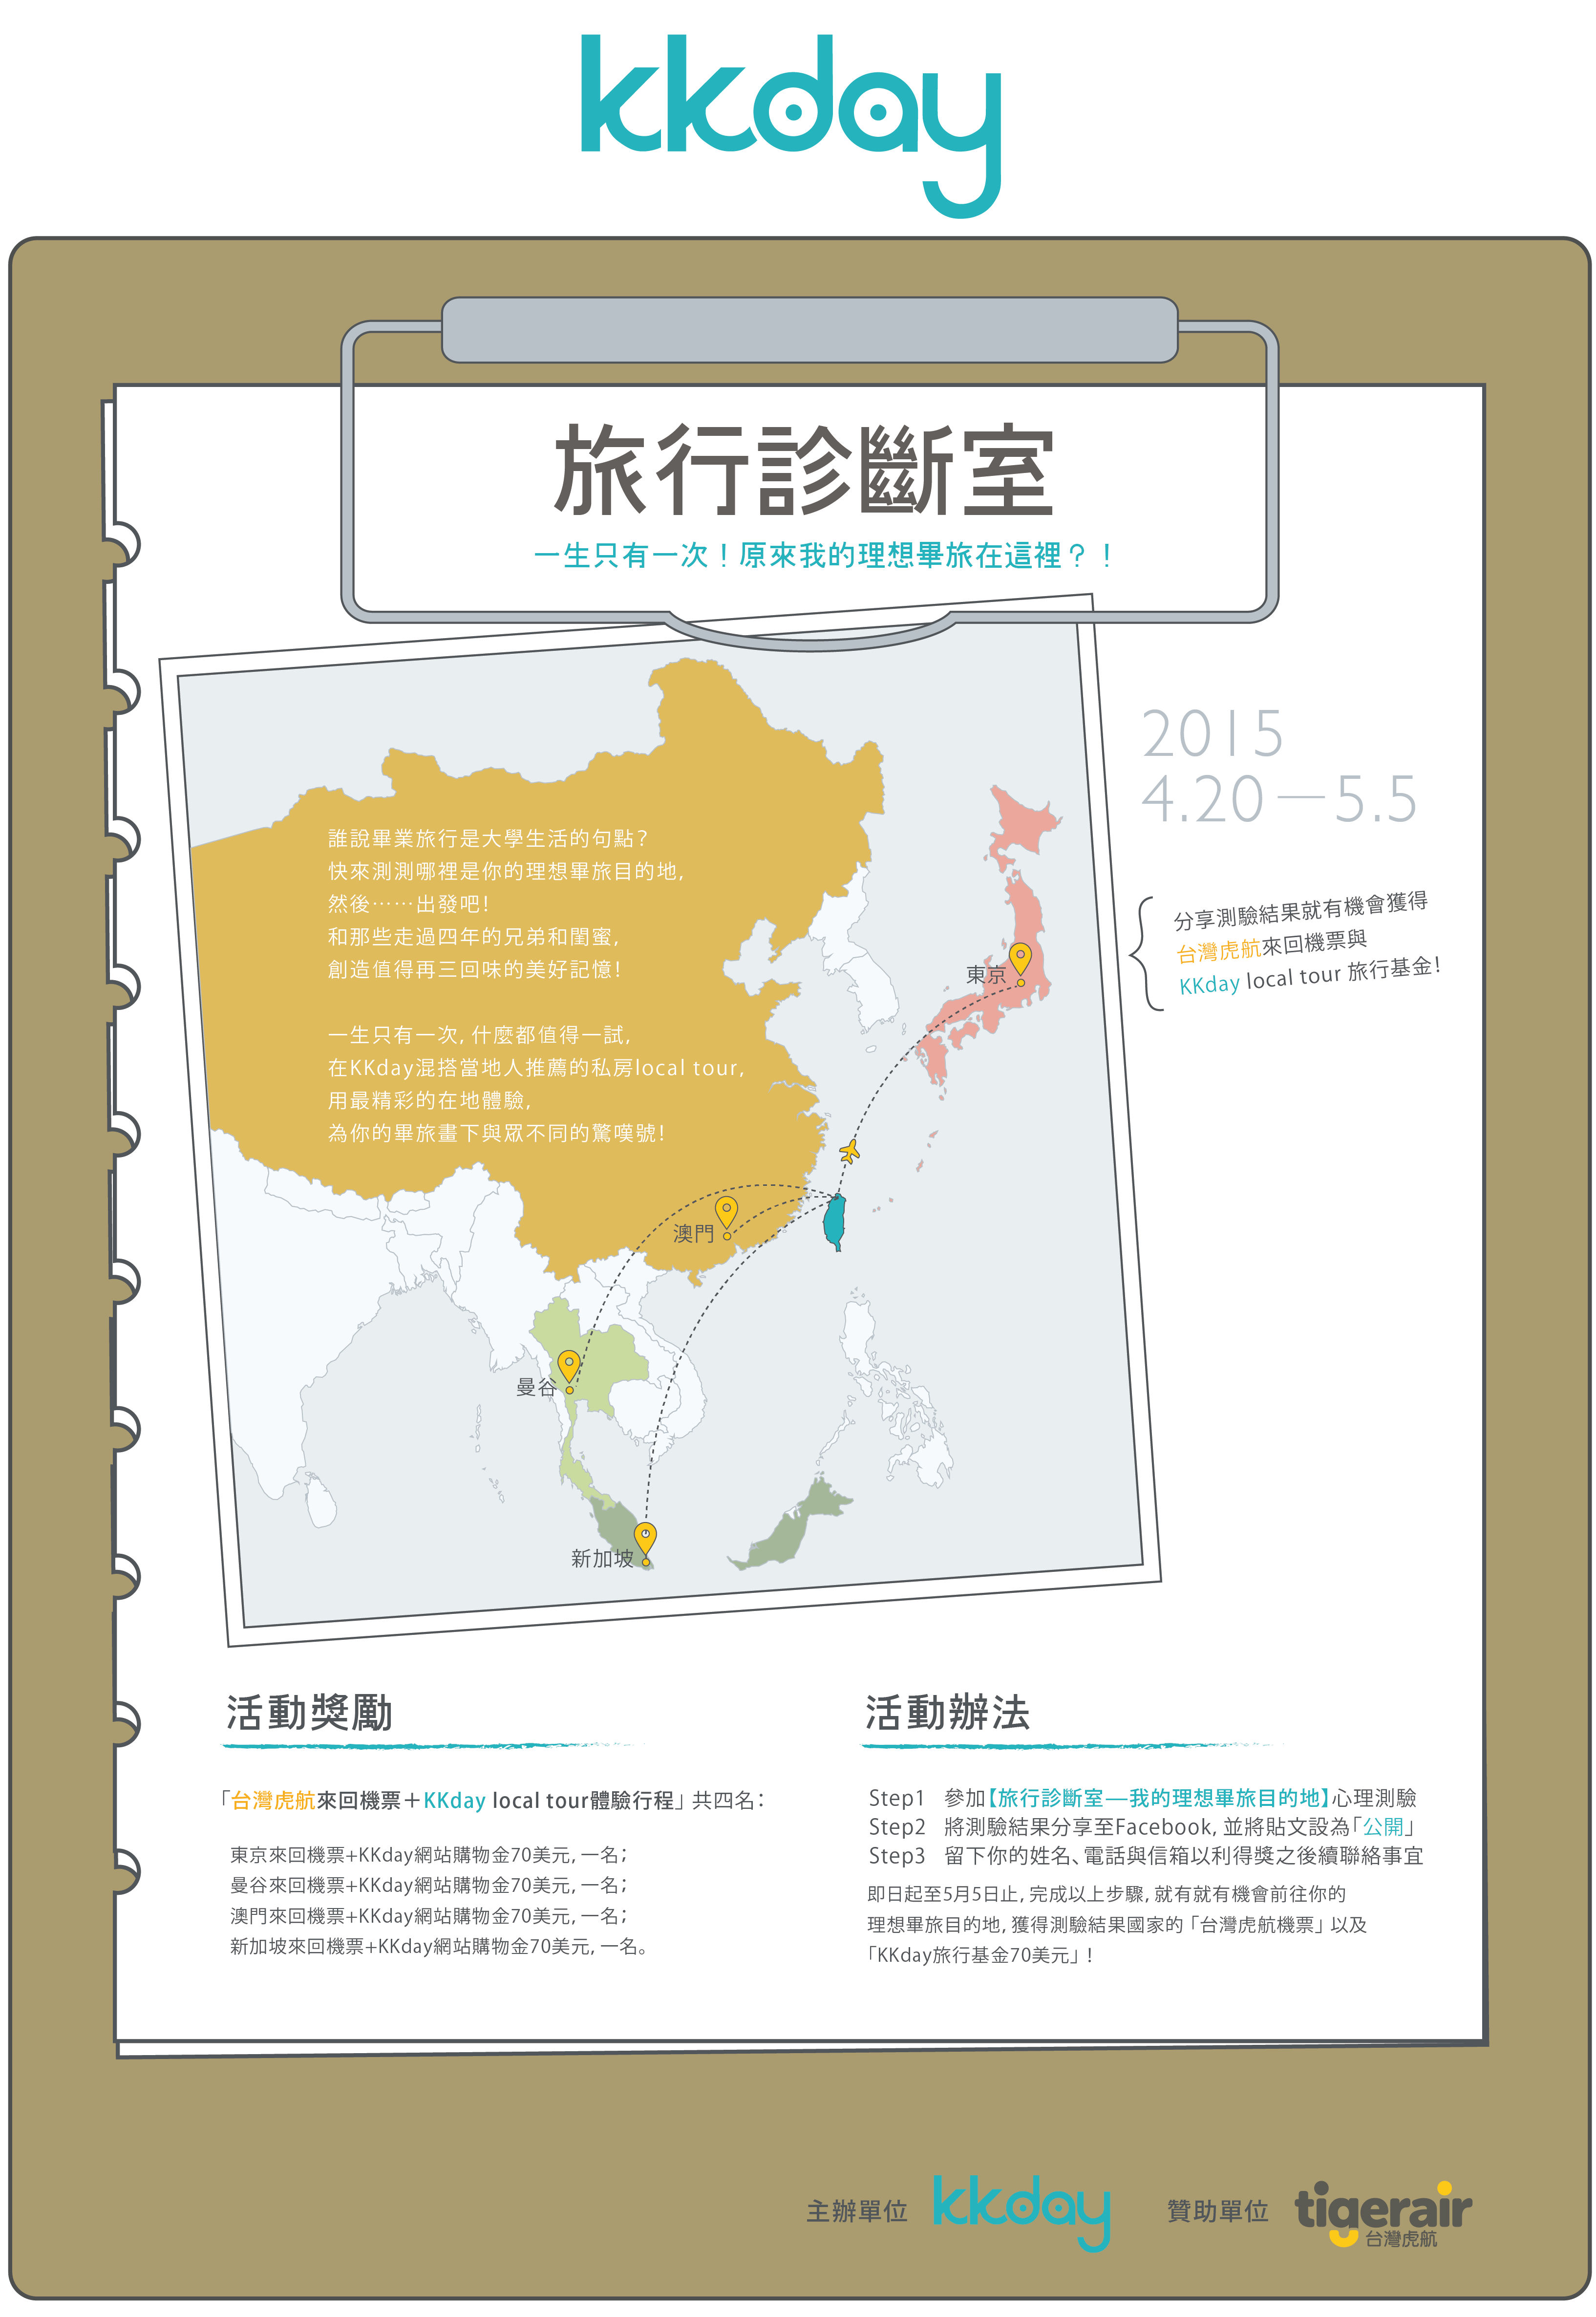 kkday
旅行診斷室
一生只有一次！原來我的理想畢旅在這裡？！
2015
4.20—5.5
誰說畢業旅行是大學生活的句點？
快來測測哪裡是你的理想畢旅目的地，
然後……出發吧！
和那些走過四年的兄弟和閨蜜，
創造值得再三回味的美好記憶！
一生只有一次，什麼都值得一試，
在KKday混搭當地人推薦的私房local tour，
用最精彩的在地體驗，
為你的畢旅畫下與眾不同的驚嘆號！
分享測驗結果就有機會獲得
台灣虎航來回機票與
KKday local tour 旅行基金！
東京
澳門
曼谷
新加坡
活動獎勵
「台灣虎航來回機票＋KKday local tour體驗行程」共四名：
東京來回機票+KKday網站購物金70美元，一名；
曼谷來回機票+KKday網站購物金70美元，一名；
澳門來回機票+KKday網站購物金70美元，一名；
新加坡來回機票+KKday網站購物金70美元，一名。
活動辦法
Step1 參加【旅行診斷室—我的理想畢旅目的地】心理測驗
Step2 將測驗結果分享至Facebook，並將貼文設為「公開」
Step3 留下你的姓名、電話與信箱以利得獎之後續聯絡事宜
即日起至5月5日止，完成以上步驟，就有就有機會前往你的
理想畢旅目的地，獲得測驗結果國家的「台灣虎航機票」以及
「KKday旅行基金70美元」！
主辦單位 kkday 贊助單位 tigerair
台灣虎航